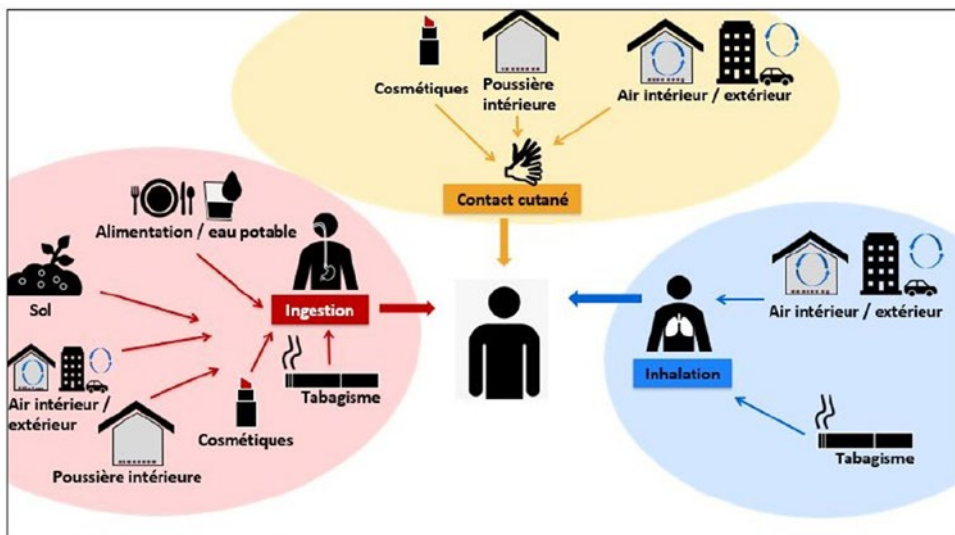 Cosmétiques
Poussière
intérieure
Air intérieur / extérieur
Contact cutané
Alimentation / eau potable
Sol
Ingestion
Air intérieur /
extérieur
Tabagisme
Cosmétiques
Poussière intérieure
Air intérieur / extérieur
Inhalation
Tabagisme